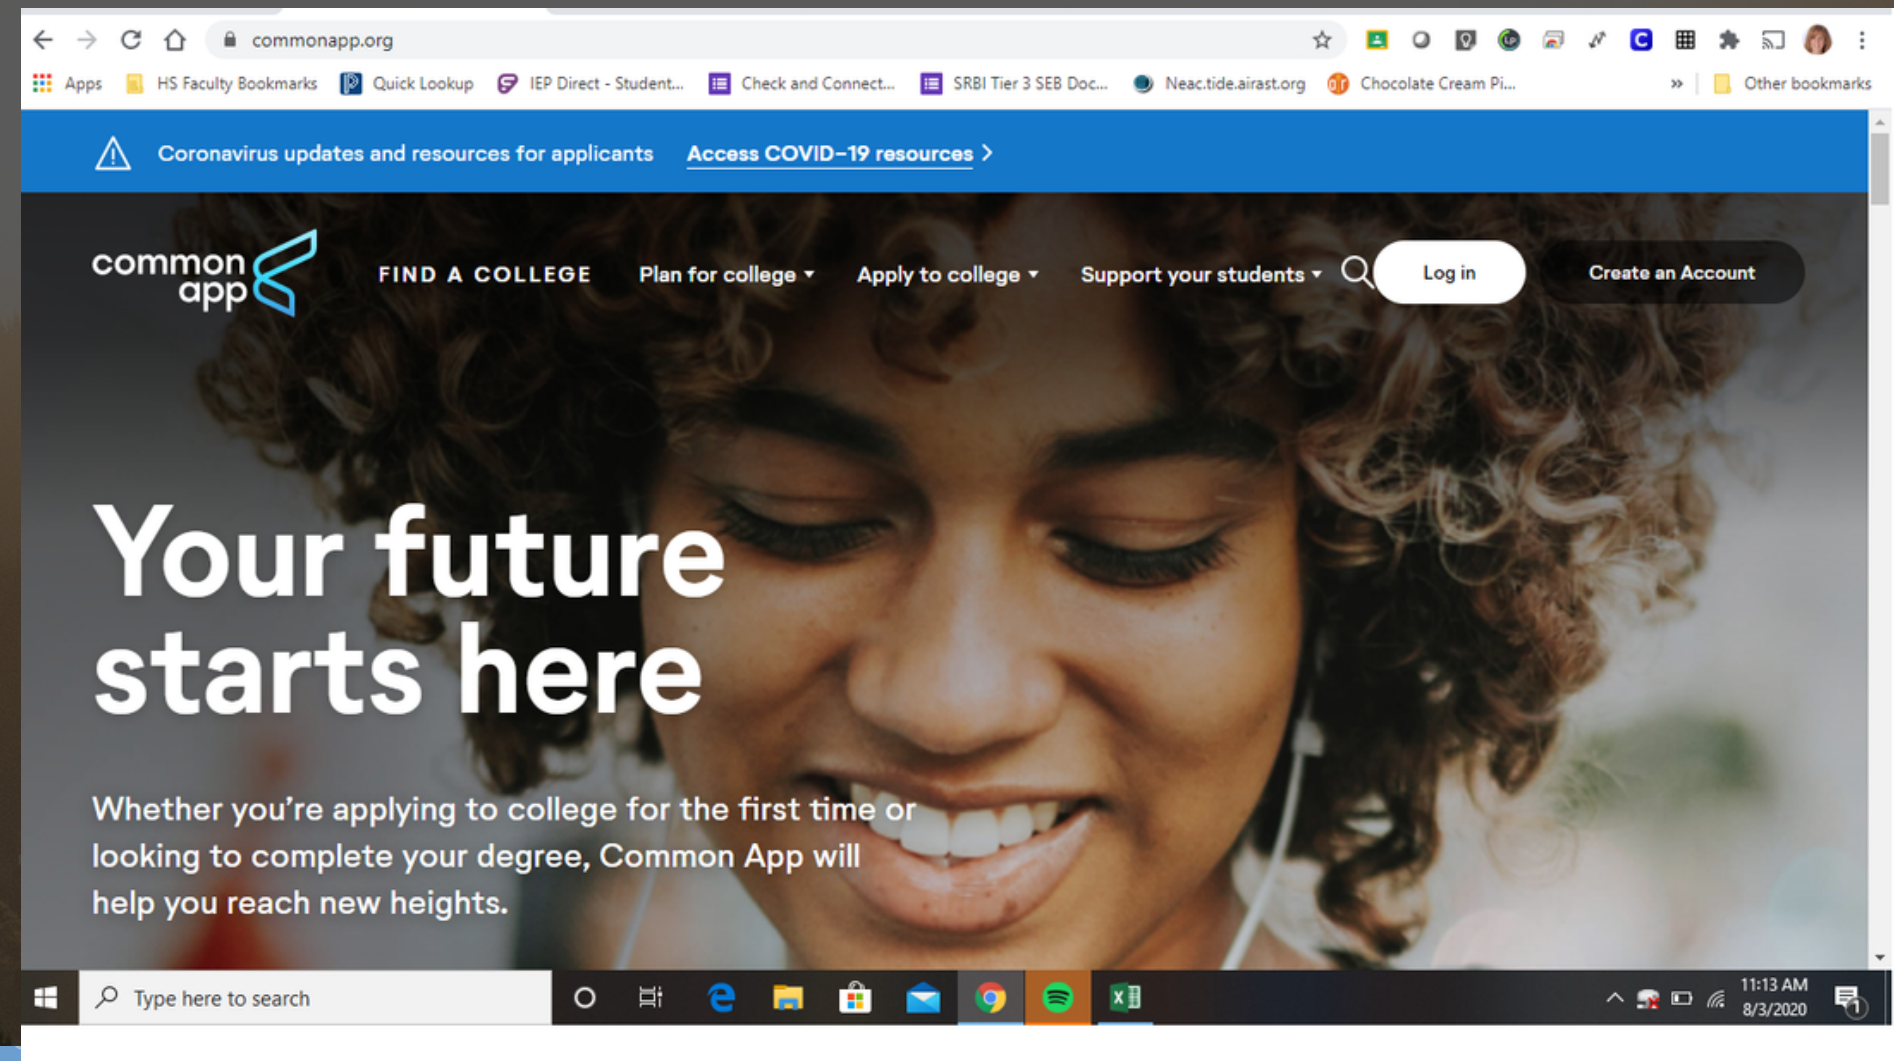 commonapp.org
Apps HS Faculty Bookmarks Quick Lookup IEP Direct - Student... Check and Connect... SRBI Tier 3 SEB Doc... Neac.tide.airast.org Chocolate Cream Pi... » Other bookmarks
Coronavirus updates and resources for applicants Access COVID-19 resources >
common
app
FIND A COLLEGE Plan for college Apply to college Support your students Log in Create an Account
Your future
starts here
Whether you're applying to college for the first time or
looking to complete your degree, Common App will
help you reach new heights.
Type here to search
11:13 AM
8/3/2020
1